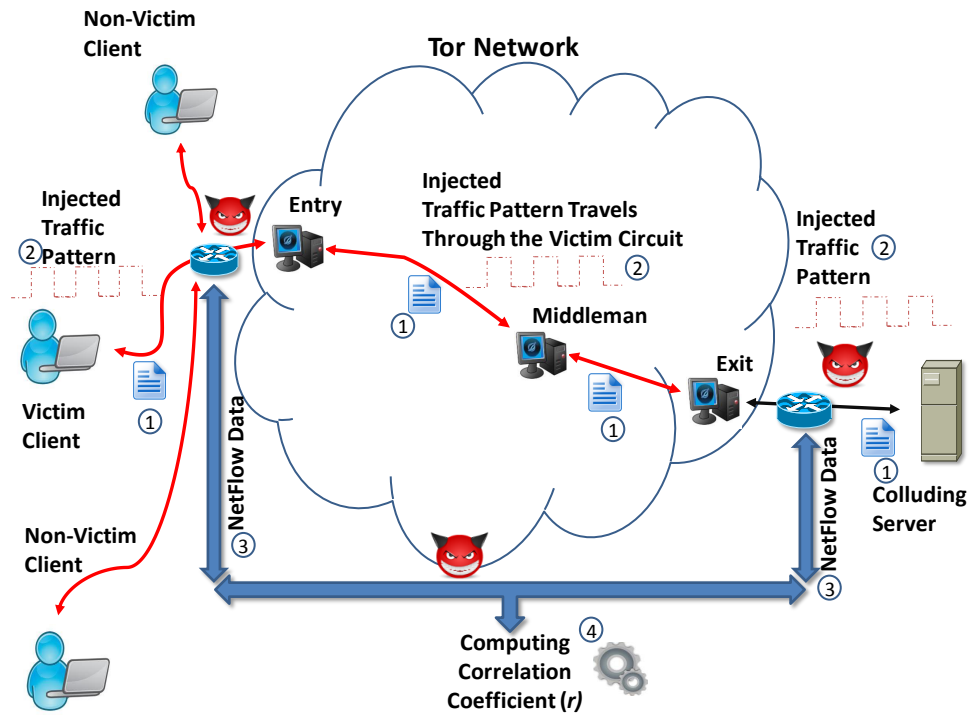 Non-Victim
Client
Tor Network
Injected
Traffic
Pattern
2
Entry
Injected
Traffic Pattern Travels
Through the Victim Circuit
2
Injected
Traffic
Pattern
2
1
Middleman
Exit
1
1
Victim
Client
1
Colluding
Server
NetFlow Data
3
NetFlow Data
3
Non-Victim
Client
4
Computing
Correlation
Coefficient (r)